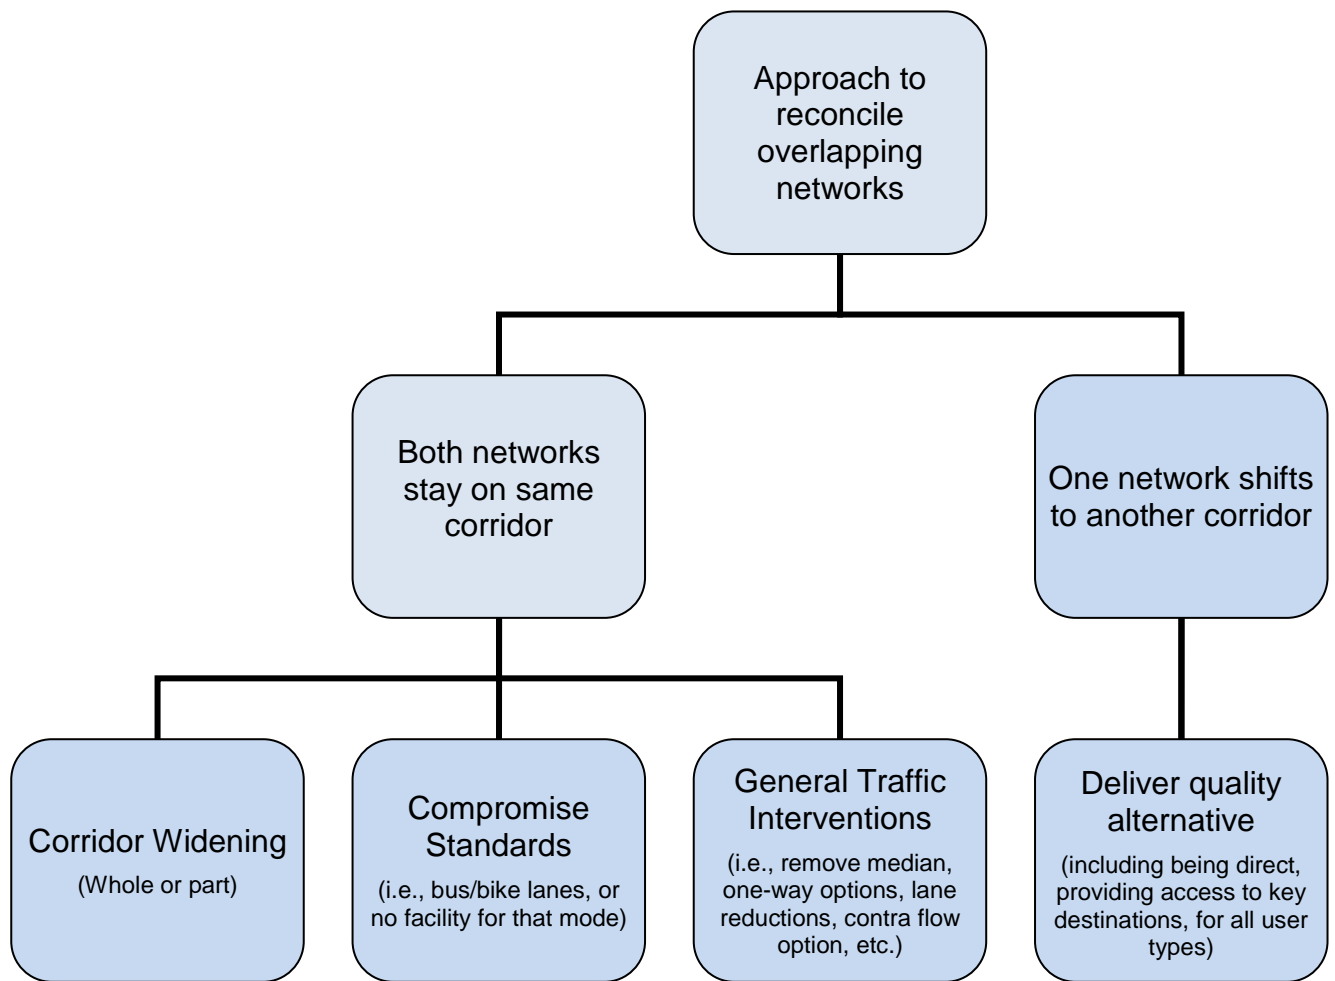 Approach to
reconcile
overlapping
networks
Both networks
stay on same
corridor
One network shifts
to another corridor
Corridor Widening
(Whole or part)
Compromise
Standards
(i.e., bus/bike lanes, or
no facility for that mode)
General Traffic
Interventions
(i.e., remove median,
one-way options, lane
reductions, contra flow
option, etc.)
Deliver quality
alternative
(including being direct,
providing access to key
destinations, for all user
types)